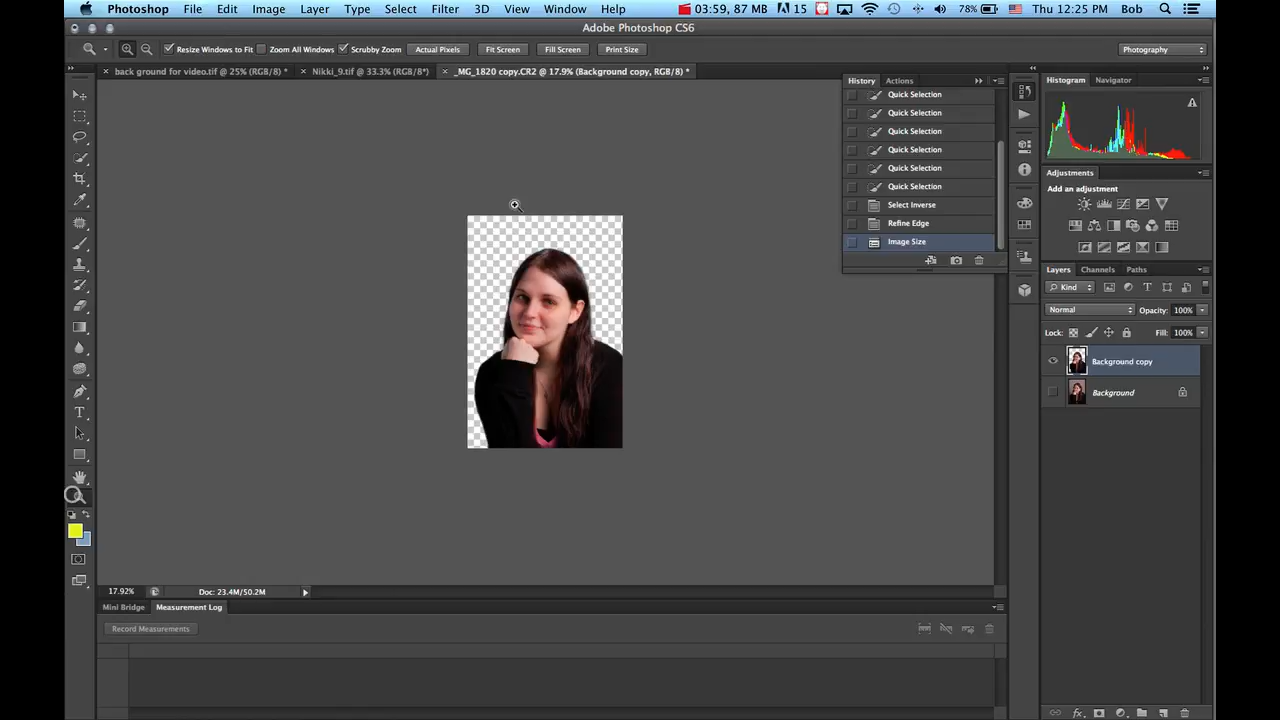 Photoshop File Edit Image Layer Type Select Filter 3D View Window Help 03:59, 87 MB 15 78% Thu 12:25 PM Bob
Adobe Photoshop CS6
Resize Windows to Fit Zoom All Windows Scrubby Zoom Actual Pixels Fit Screen Fill Screen Print Size Photography
× back ground for video.tif @ 25% (RGB/8) * × Nikki_9.tif @ 33.3% (RGB/8*) × _MG_1820 copy.CR2 @ 17.9% (Background copy, RGB/8) *
History Actions
Quick Selection
Quick Selection
Quick Selection
Quick Selection
Quick Selection
Quick Selection
Select Inverse
Refine Edge
Image Size
Histogram Navigator
Adjustments
Add an adjustment
Layers Channels Paths
Kind
Normal Opacity: 100%
Lock: Fill: 100%
Background copy
Background
17.92% Doc: 23.4M/50.2M
Mini Bridge Measurement Log
Record Measurements